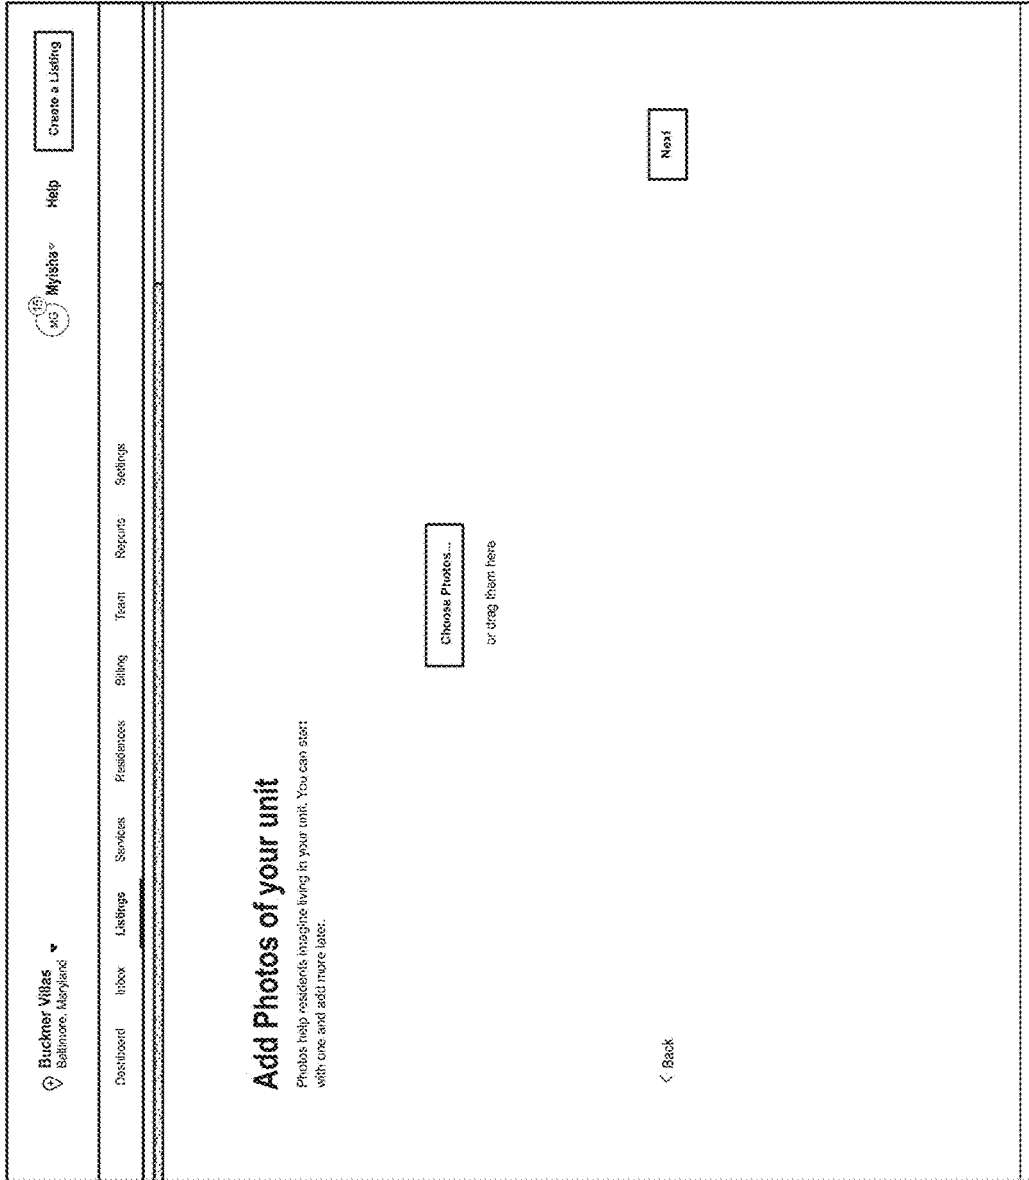 Buckner Villas
Baltimore, Maryland
MG
15
Myisha
Help
Create a Listing
Dashboard Inbox Listings Services Residences Billing Team Reports Settings
Add Photos of your unit
Photos help residents imagine living in your unit. You can start
with one and add more later.
Choose Photos...
or drag them here
Back
Next